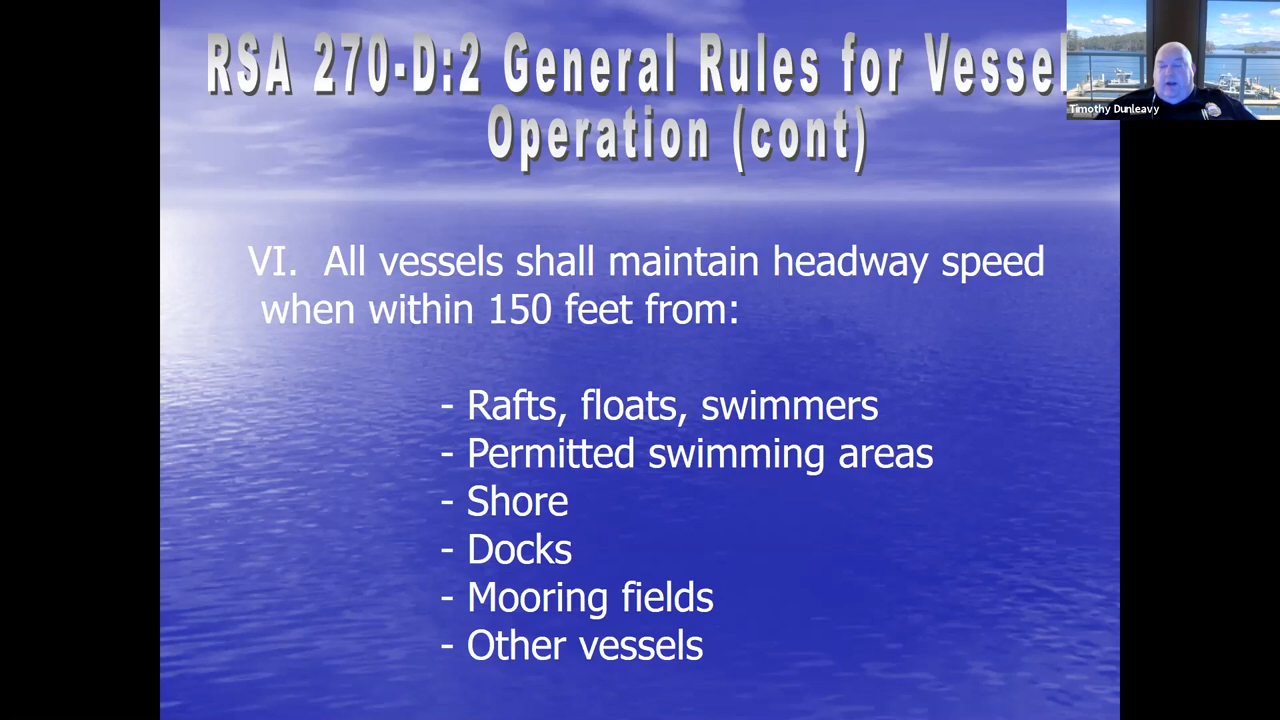 RSA 270-D:2 General Rules for Vessel
Operation (cont)
Timothy Dunleavy
VI. All vessels shall maintain headway speed
when within 150 feet from:
- Rafts, floats, swimmers
- Permitted swimming areas
- Shore
- Docks
- Mooring fields
- Other vessels